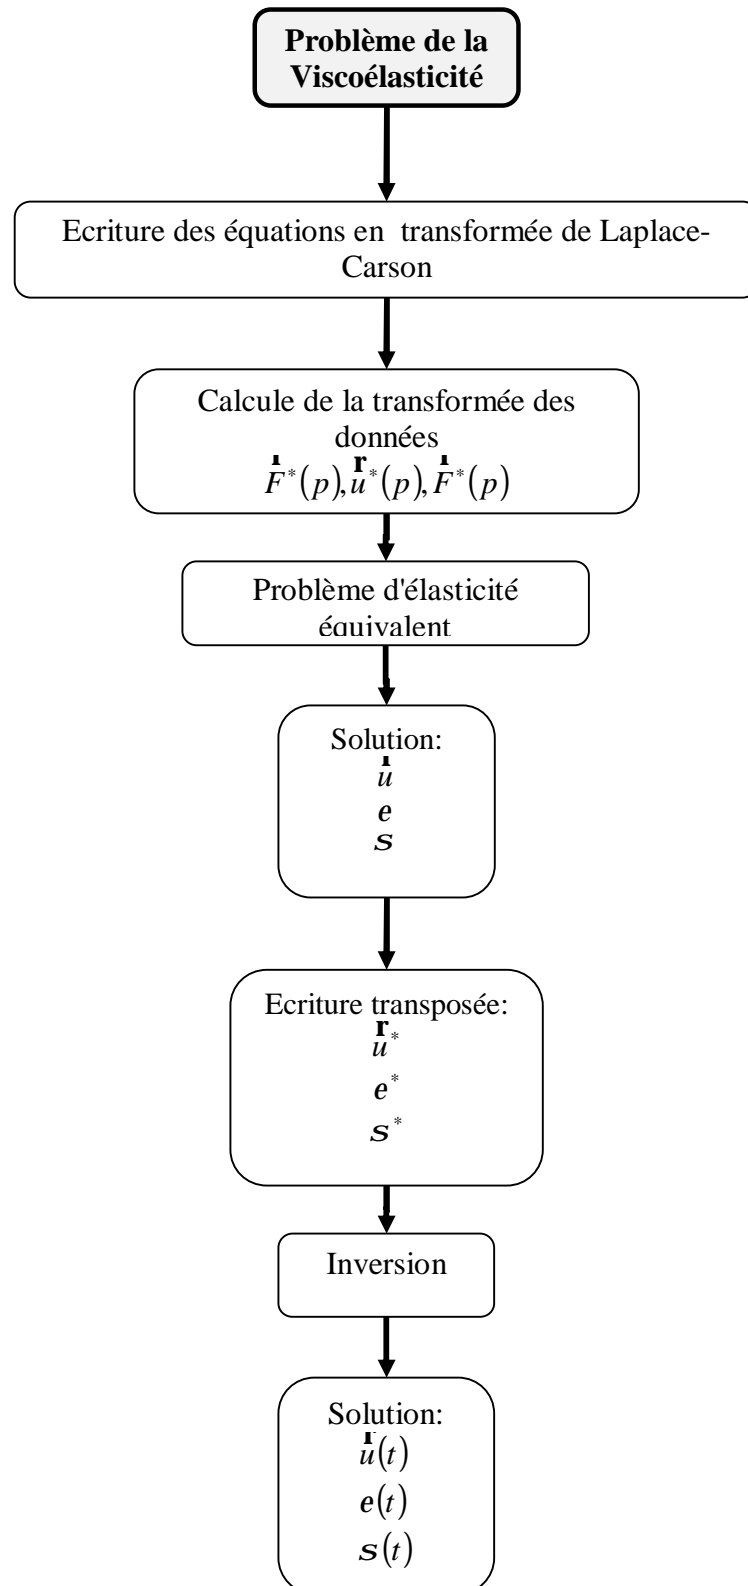 Problème de la
Viscoélasticité
Ecriture des équations en transformée de Laplace-
Carson
Calcule de la transformée des
données
F*(p), u*(p), F*(p)
Problème d'élasticité
équivalent
Solution:
u
e
s
Ecriture transposée:
r
u*
e*
s*
Inversion
Solution:
u(t)
e(t)
s(t)